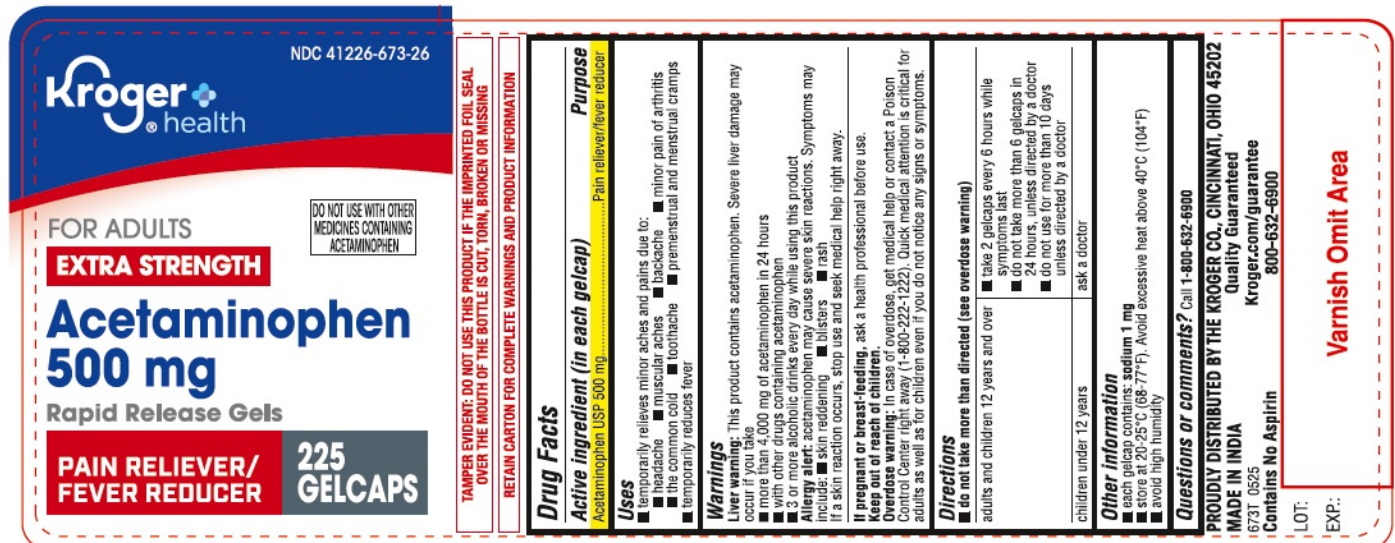 NDC 41226-673-26
Kroger
® health
FOR ADULTS
DO NOT USE WITH OTHER
MEDICINES CONTAINING
ACETAMINOPHEN
EXTRA STRENGTH
Acetaminophen
500 mg
Rapid Release Gels
PAIN RELIEVER/
FEVER REDUCER
225
GELCAPS
TAMPER EVIDENT: DO NOT USE THIS PRODUCT IF THE IMPRINTED FOIL SEAL
OVER THE MOUTH OF THE BOTTLE IS CUT, TORN, BROKEN OR MISSING
RETAIN CARTON FOR COMPLETE WARNINGS AND PRODUCT INFORMATION
Drug Facts
Active ingredient (in each gelcap) Purpose
Acetaminophen USP 500 mg.....................................Pain reliever/fever reducer
Uses
■ temporarily relieves minor aches and pains due to:
■ headache ■ muscular aches ■ backache ■ minor pain of arthritis
■ the common cold ■ toothache ■ premenstrual and menstrual cramps
■ temporarily reduces fever
Warnings
Liver warning: This product contains acetaminophen. Severe liver damage may
occur if you take
■ more than 4,000 mg of acetaminophen in 24 hours
■ with other drugs containing acetaminophen
■ 3 or more alcoholic drinks every day while using this product
Allergy alert: acetaminophen may cause severe skin reactions. Symptoms may
include: ■ skin reddening ■ blisters ■ rash
If a skin reaction occurs, stop use and seek medical help right away.
If pregnant or breast-feeding, ask a health professional before use.
Keep out of reach of children.
Overdose warning: In case of overdose, get medical help or contact a Poison
Control Center right away (1-800-222-1222). Quick medical attention is critical for
adults as well as for children even if you do not notice any signs or symptoms.
Directions
■ do not take more than directed (see overdose warning)
adults and children 12 years and over
■ take 2 gelcaps every 6 hours while
symptoms last
■ do not take more than 6 gelcaps in
24 hours, unless directed by a doctor
■ do not use for more than 10 days
unless directed by a doctor
children under 12 years ask a doctor
Other information
■ each gelcap contains: sodium 1 mg
■ store at 20-25°C (68-77°F). Avoid excessive heat above 40°C (104°F)
■ avoid high humidity
Questions or comments? Call 1-800-632-6900
PROUDLY DISTRIBUTED BY THE KROGER CO., CINCINNATI, OHIO 45202
MADE IN INDIA Quality Guaranteed
673T 0525 Kroger.com/guarantee
Contains No Aspirin 800-632-6900
LOT:
EXP.:
Varnish Omit Area